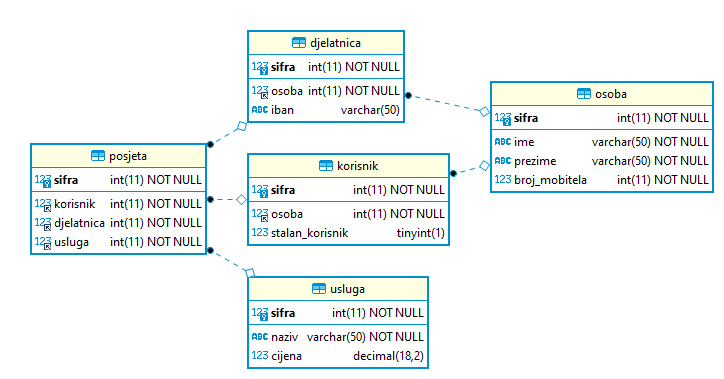 djelatnica
123 sifra int(11) NOT NULL
123 osoba int(11) NOT NULL
ABC iban varchar(50)
osoba
123 sifra int(11) NOT NULL
ABC ime varchar(50) NOT NULL
ABC prezime varchar(50) NOT NULL
123 broj_mobitela int(11) NOT NULL
posjeta
123 sifra int(11) NOT NULL
123 korisnik int(11) NOT NULL
123 djelatnica int(11) NOT NULL
123 usluga int(11) NOT NULL
korisnik
123 sifra int(11) NOT NULL
123 osoba int(11) NOT NULL
123 stalan_korisnik tinyint(1)
usluga
123 sifra int(11) NOT NULL
ABC naziv varchar(50) NOT NULL
123 cijena decimal(18,2)